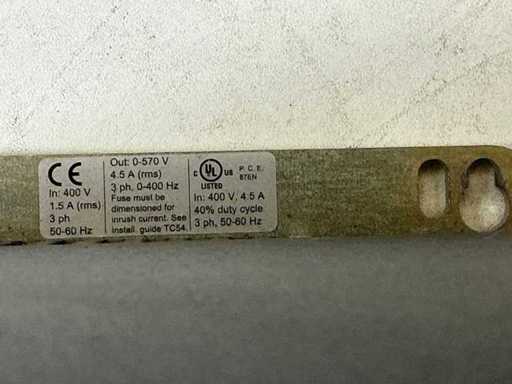 CE
In: 400 V
1.5 A (rms)
3 ph
50-60 Hz
Out: 0-570 V
4.5 A (rms)
3 ph, 0-400 Hz
Fuse must be
dimensioned for
inrush current. See
install. guide TC54.
C UL US P. C. E.
87EN
LISTED
In: 400 V, 4.5 A
40% duty cycle
3 ph, 50-60 Hz